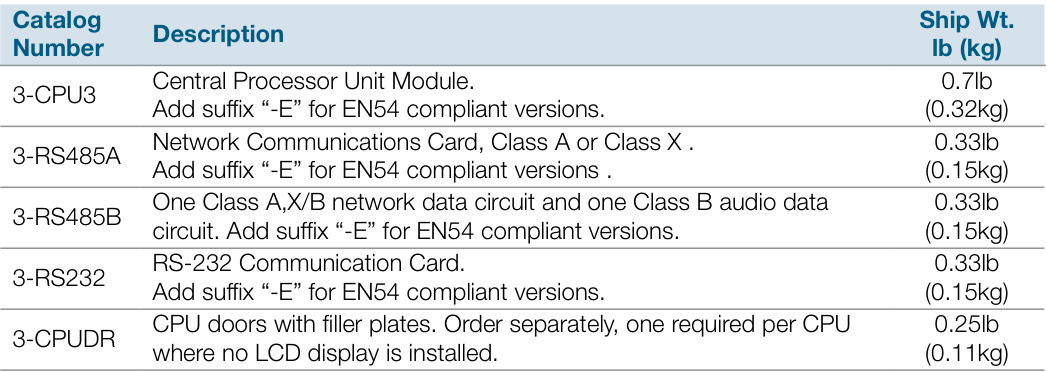 Catalog Number Description Ship Wt. lb (kg)
3-CPU3 Central Processor Unit Module. 0.7lb
Add suffix “-E” for EN54 compliant versions. (0.32kg)
3-RS485A Network Communications Card, Class A or Class X . 0.33lb
Add suffix “-E” for EN54 compliant versions . (0.15kg)
3-RS485B One Class A,X/B network data circuit and one Class B audio data 0.33lb
circuit. Add suffix “-E” for EN54 compliant versions. (0.15kg)
3-RS232 RS-232 Communication Card. 0.33lb
Add suffix “-E” for EN54 compliant versions. (0.15kg)
3-CPUDR CPU doors with filler plates. Order separately, one required per CPU 0.25lb
where no LCD display is installed. (0.11kg)